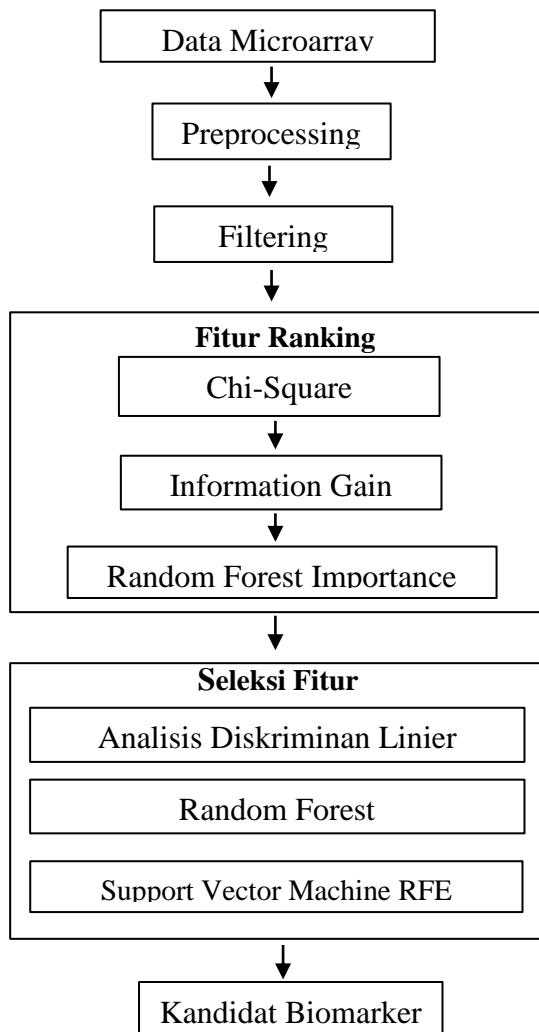 Data Microarray
Preprocessing
Filtering
Fitur Ranking
Chi-Square
Information Gain
Random Forest Importance
Seleksi Fitur
Analisis Diskriminan Linier
Random Forest
Support Vector Machine RFE
Kandidat Biomarker